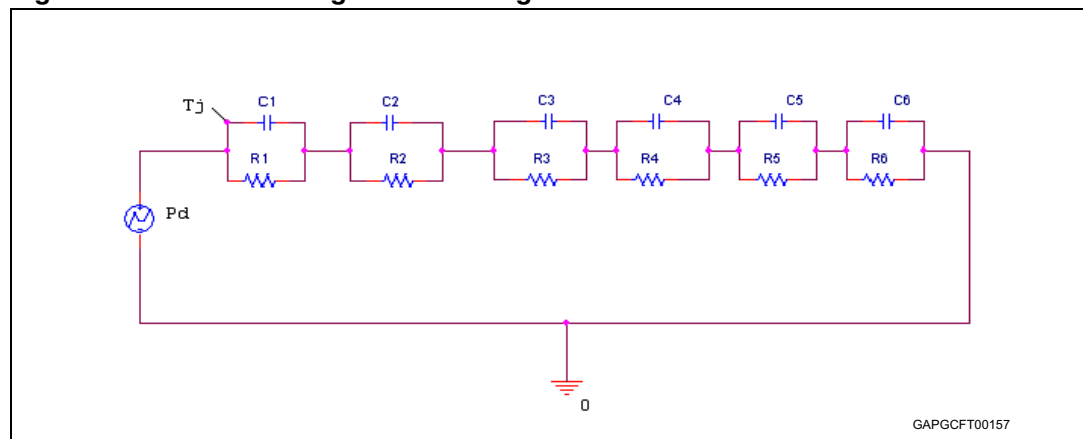 Tj
C1 C2 C3 C4 C5 C6
R1 R2 R3 R4 R5 R6
Pd
0
GAPGCFT00157